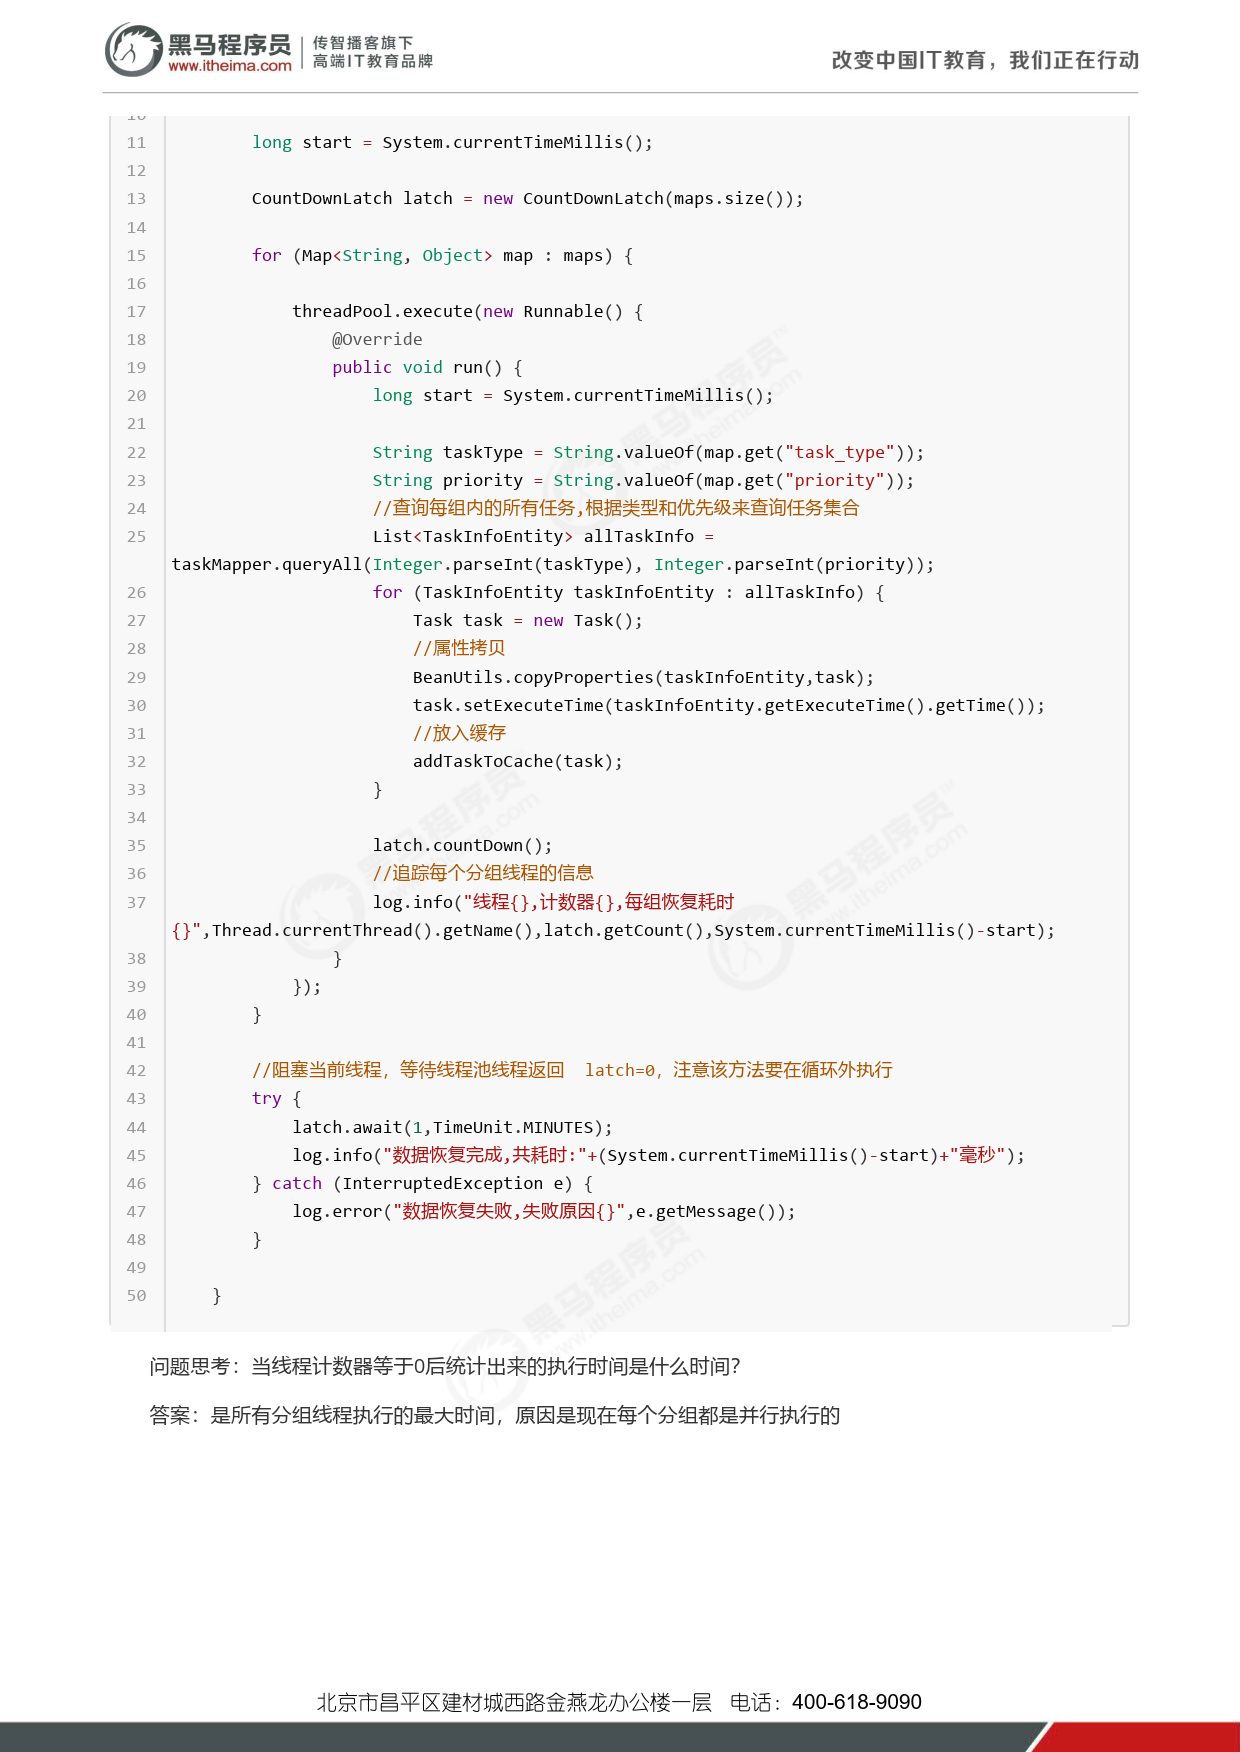 黑马程序员
www.itheima.com
传智播客旗下
高端IT教育品牌
改变中国IT教育，我们正在行动
10
11         long start = System.currentTimeMillis();
12
13         CountDownLatch latch = new CountDownLatch(maps.size());
14
15         for (Map<String, Object> map : maps) {
16
17             threadPool.execute(new Runnable() {
18                 @Override
19                 public void run() {
20                     long start = System.currentTimeMillis();
21
22                     String taskType = String.valueOf(map.get("task_type"));
23                     String priority = String.valueOf(map.get("priority"));
24                     //查询每组内的所有任务,根据类型和优先级来查询任务集合
25                     List<TaskInfoEntity> allTaskInfo =
taskMapper.queryAll(Integer.parseInt(taskType), Integer.parseInt(priority));
26                     for (TaskInfoEntity taskInfoEntity : allTaskInfo) {
27                         Task task = new Task();
28                         //属性拷贝
29                         BeanUtils.copyProperties(taskInfoEntity,task);
30                         task.setExecuteTime(taskInfoEntity.getExecuteTime().getTime());
31                         //放入缓存
32                         addTaskToCache(task);
33                     }
34
35                     latch.countDown();
36                     //追踪每个分组线程的信息
37                     log.info("线程{},计数器{},每组恢复耗时
{}",Thread.currentThread().getName(),latch.getCount(),System.currentTimeMillis()-start);
38                 }
39             });
40         }
41
42         //阻塞当前线程，等待线程池线程返回  latch=0，注意该方法要在循环外执行
43         try {
44             latch.await(1,TimeUnit.MINUTES);
45             log.info("数据恢复完成,共耗时:"+(System.currentTimeMillis()-start)+"毫秒");
46         } catch (InterruptedException e) {
47             log.error("数据恢复失败,失败原因{}",e.getMessage());
48         }
49
50     }
问题思考：当线程计数器等于0后统计出来的执行时间是什么时间？
答案：是所有分组线程执行的最大时间，原因是现在每个分组都是并行执行的
北京市昌平区建材城西路金燕龙办公楼一层 电话：400-618-9090